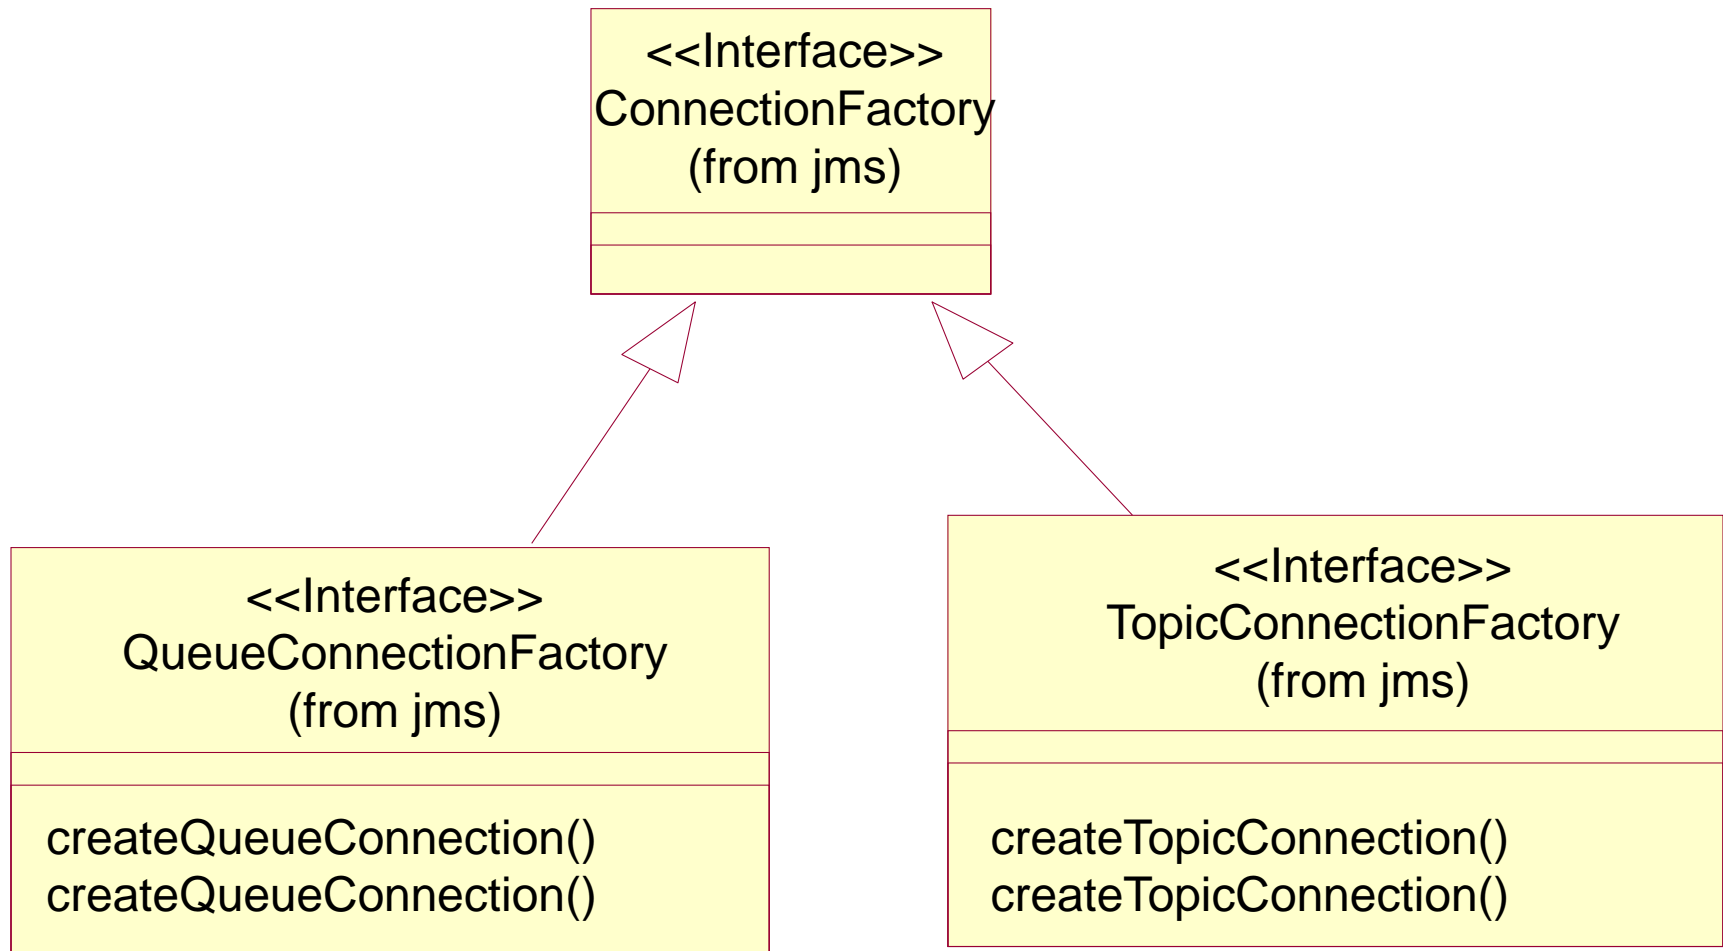 <<Interface>>
ConnectionFactory
(from jms)
<<Interface>>
QueueConnectionFactory
(from jms)
createQueueConnection()
createQueueConnection()
<<Interface>>
TopicConnectionFactory
(from jms)
createTopicConnection()
createTopicConnection()